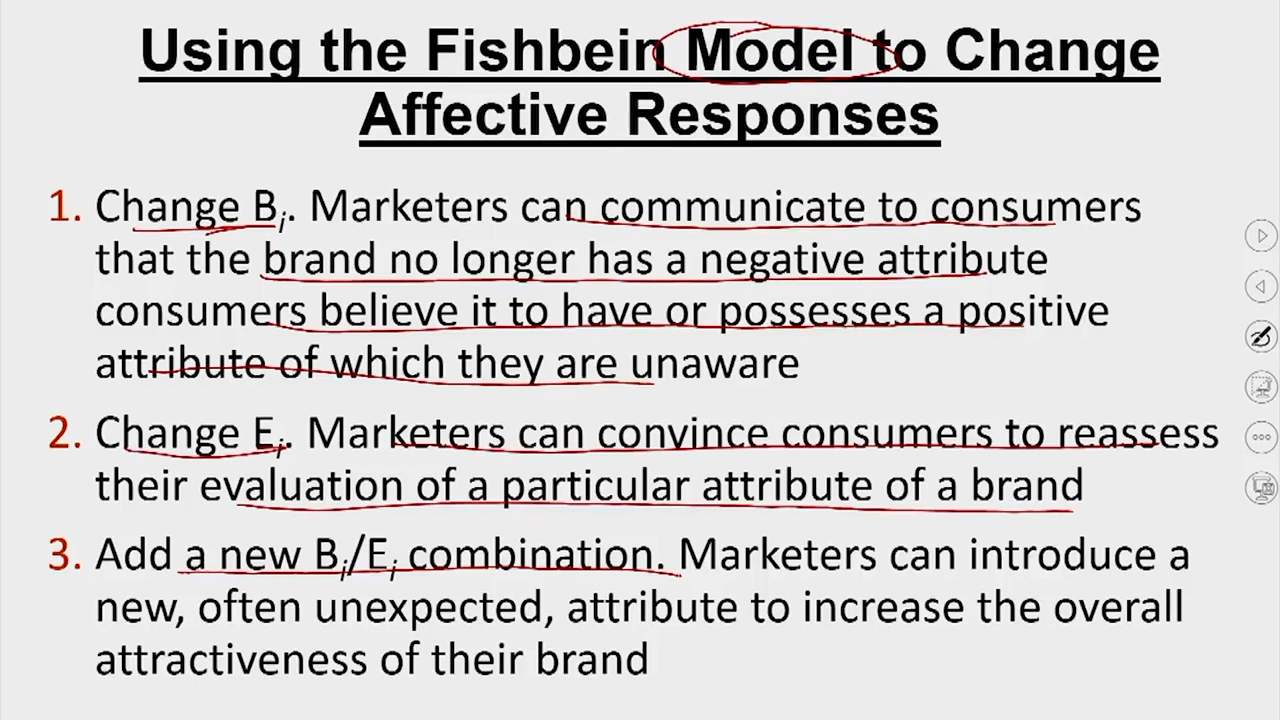 Using the Fishbein Model to Change
Affective Responses
1. Change Bi. Marketers can communicate to consumers
that the brand no longer has a negative attribute
consumers believe it to have or possesses a positive
attribute of which they are unaware
2. Change Ei. Marketers can convince consumers to reassess
their evaluation of a particular attribute of a brand
3. Add a new Bi/Ei combination. Marketers can introduce a
new, often unexpected, attribute to increase the overall
attractiveness of their brand